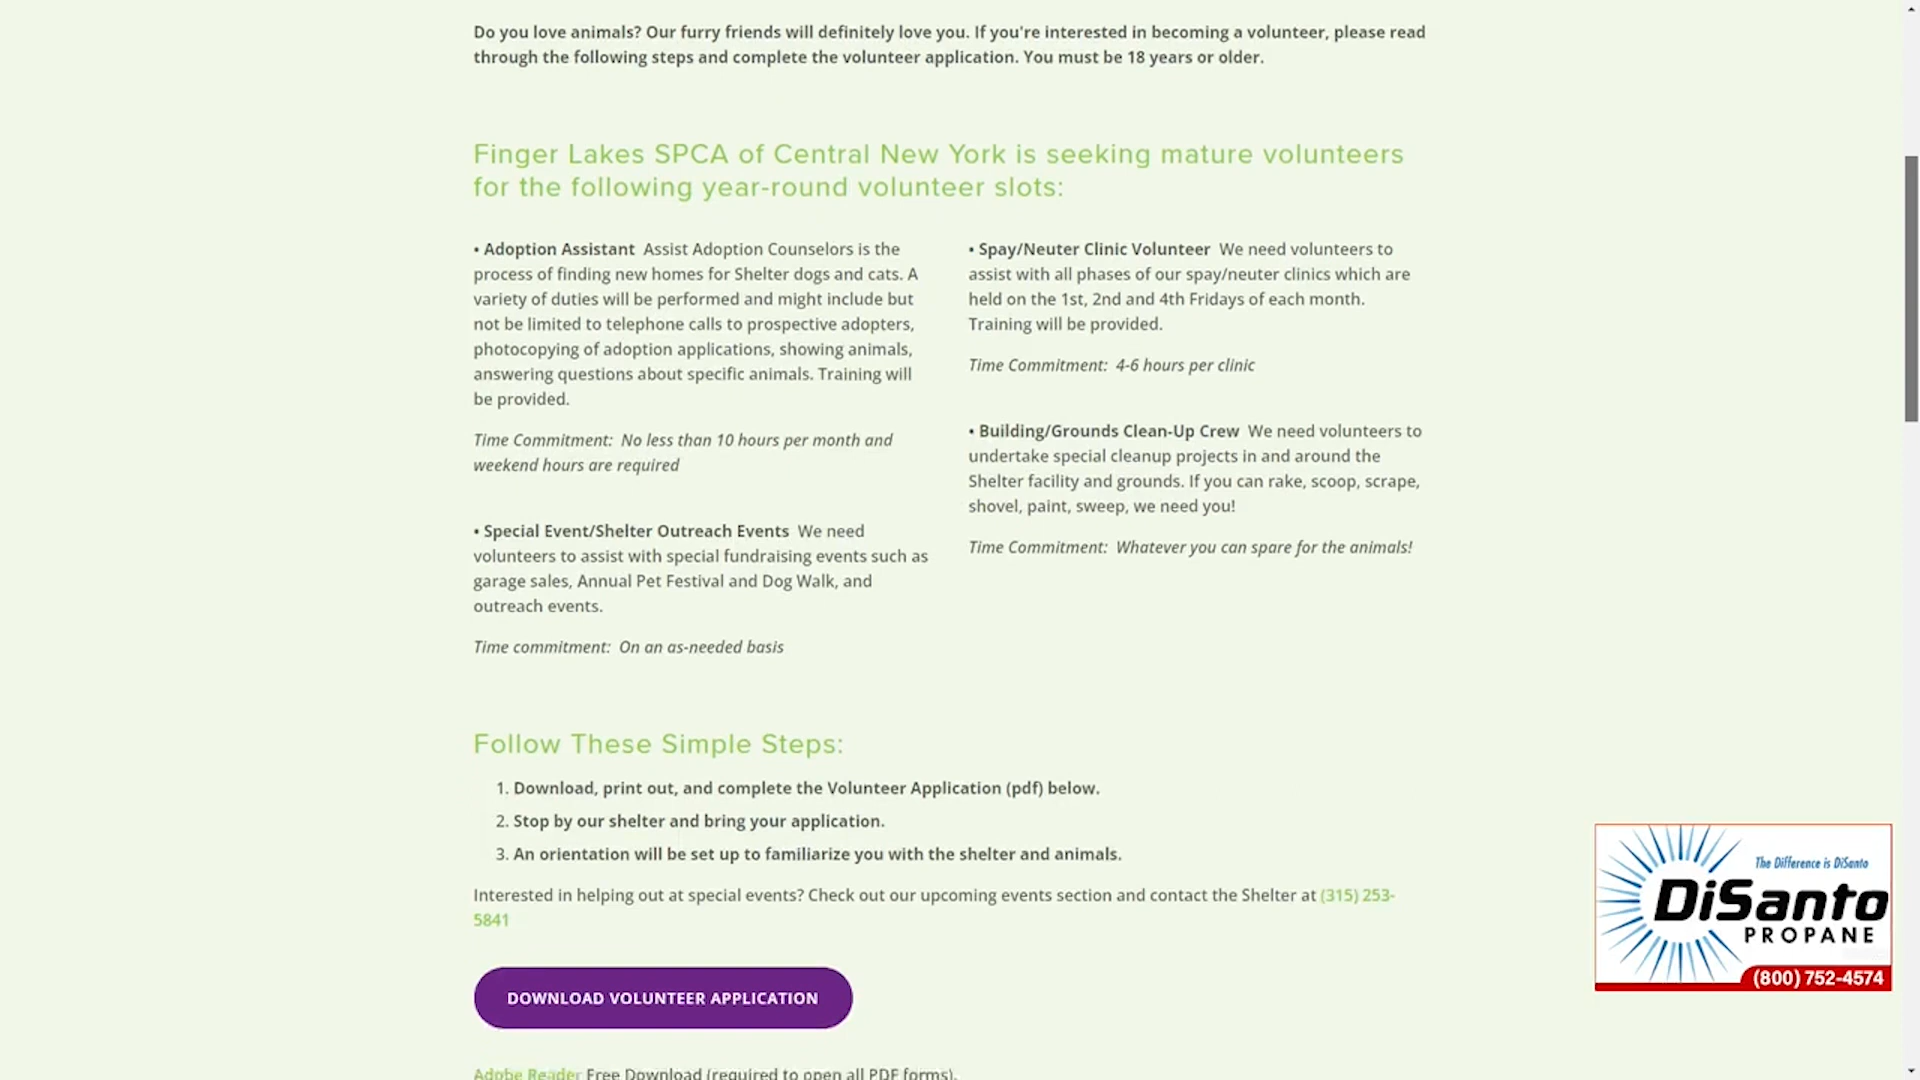 Do you love animals? Our furry friends will definitely love you. If you're interested in becoming a volunteer, please read
through the following steps and complete the volunteer application. You must be 18 years or older.
Finger Lakes SPCA of Central New York is seeking mature volunteers
for the following year-round volunteer slots:
• Adoption Assistant  Assist Adoption Counselors is the
process of finding new homes for Shelter dogs and cats. A
variety of duties will be performed and might include but
not be limited to telephone calls to prospective adopters,
photocopying of adoption applications, showing animals,
answering questions about specific animals. Training will
be provided.
Time Commitment:  No less than 10 hours per month and
weekend hours are required
• Special Event/Shelter Outreach Events  We need
volunteers to assist with special fundraising events such as
garage sales, Annual Pet Festival and Dog Walk, and
outreach events.
Time commitment:  On an as-needed basis
• Spay/Neuter Clinic Volunteer  We need volunteers to
assist with all phases of our spay/neuter clinics which are
held on the 1st, 2nd and 4th Fridays of each month.
Training will be provided.
Time Commitment:  4-6 hours per clinic
• Building/Grounds Clean-Up Crew  We need volunteers to
undertake special cleanup projects in and around the
Shelter facility and grounds. If you can rake, scoop, scrape,
shovel, paint, sweep, we need you!
Time Commitment:  Whatever you can spare for the animals!
Follow These Simple Steps:
1. Download, print out, and complete the Volunteer Application (pdf) below.
2. Stop by our shelter and bring your application.
3. An orientation will be set up to familiarize you with the shelter and animals.
Interested in helping out at special events? Check out our upcoming events section and contact the Shelter at (315) 253-
5841
DOWNLOAD VOLUNTEER APPLICATION
Adobe Reader Free Download (required to open all PDF forms).
The Difference is DiSanto
DiSanto
PROPANE
(800) 752-4574